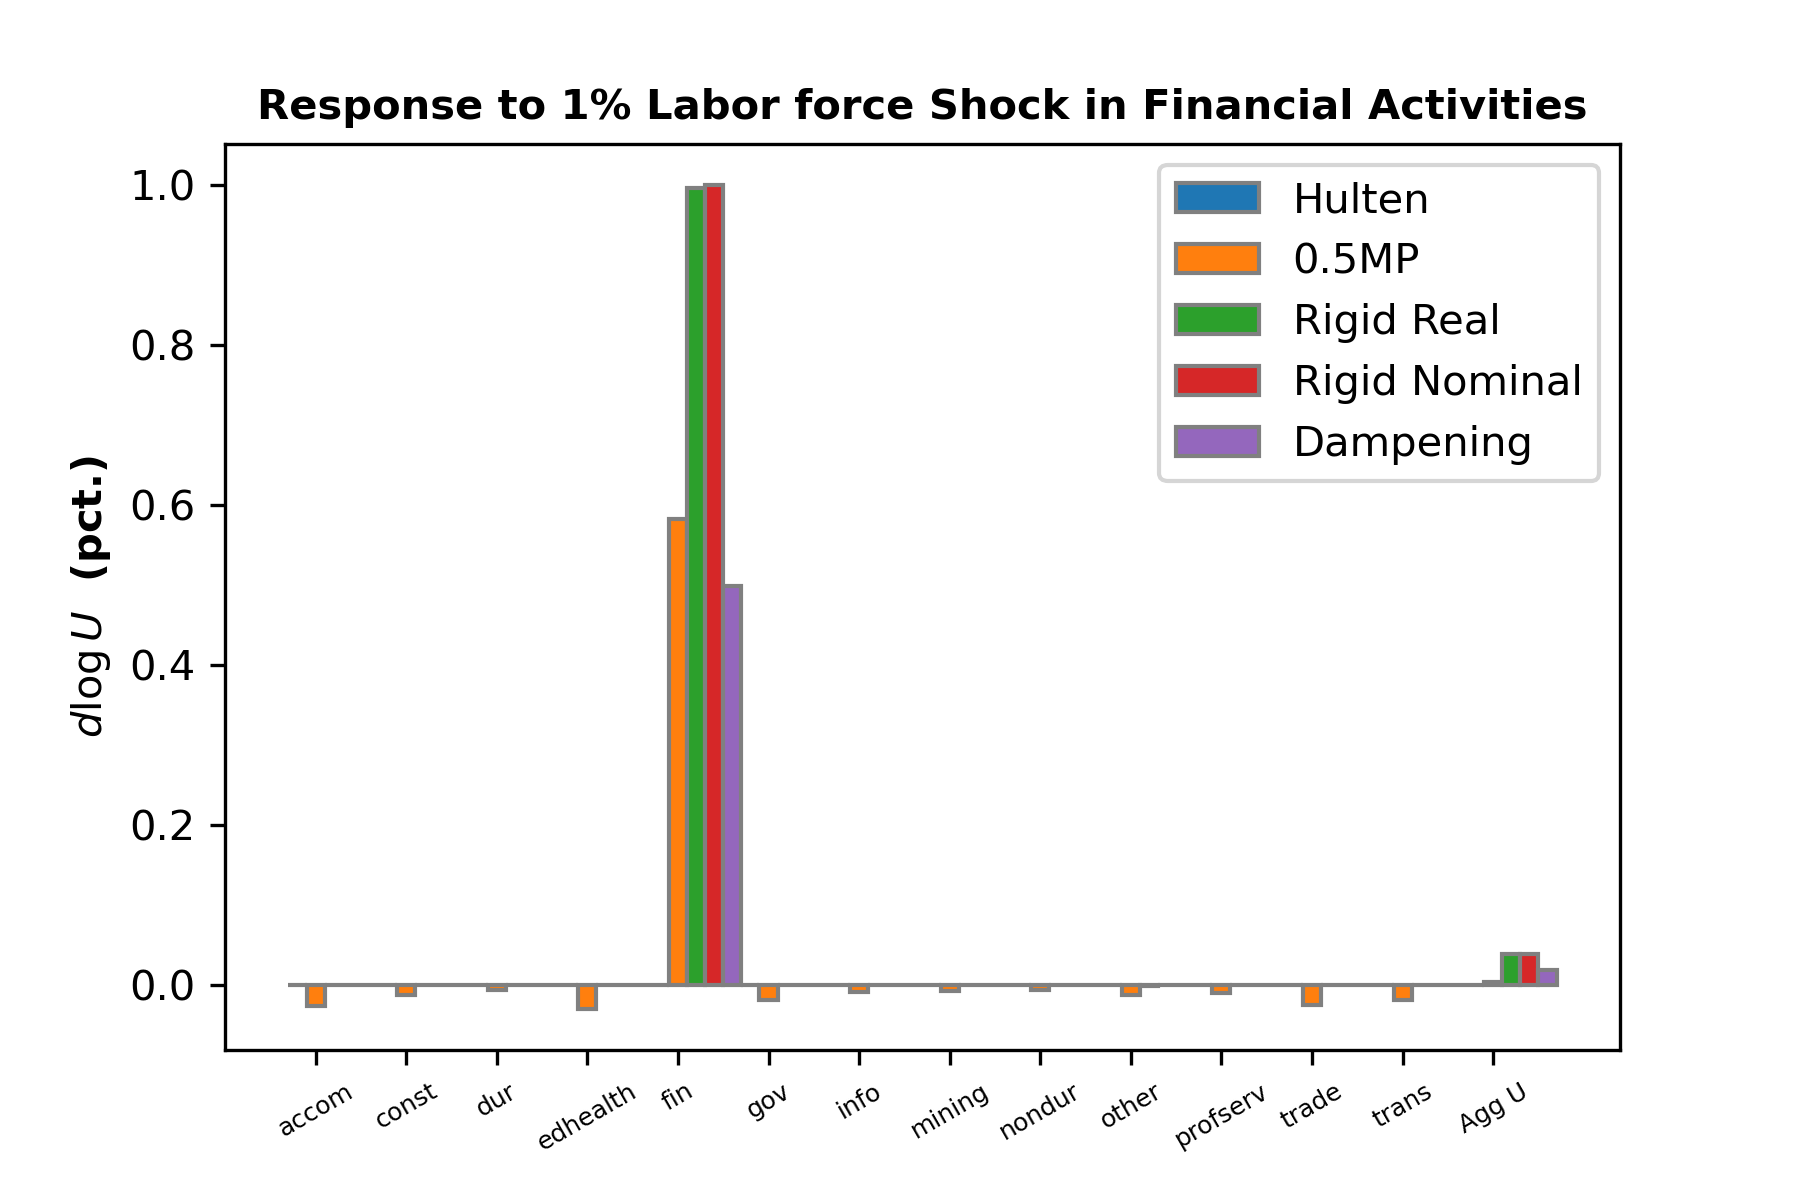 Response to 1% Labor force Shock in Financial Activities
dlog U (pct.)
1.0
0.8
0.6
0.4
0.2
0.0
Hulten
0.5MP
Rigid Real
Rigid Nominal
Dampening
accom const dur edhealth fin gov info mining nondur other profserv trade trans Agg U